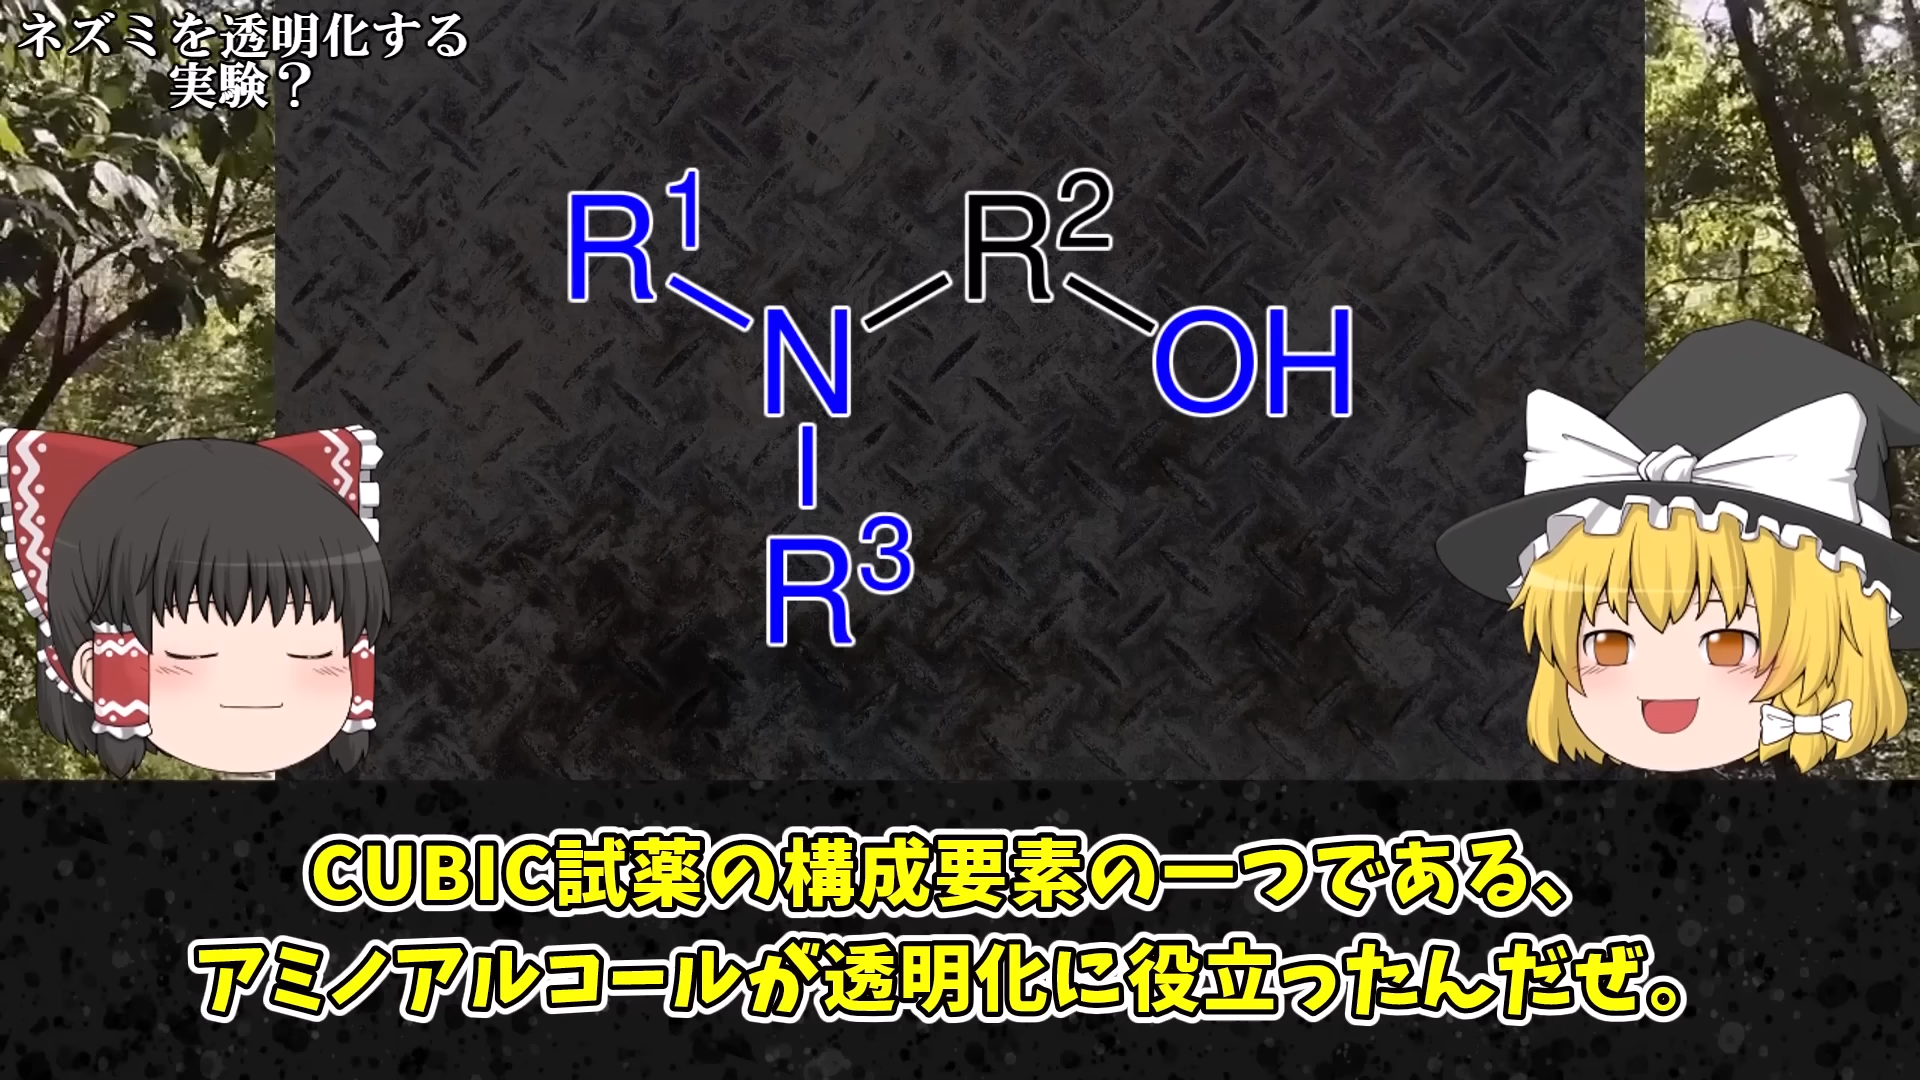 ネズミを透明化する
実験？
R¹
R²
N
OH
R³
CUBIC試薬の構成要素の一つである、
アミノアルコールが透明化に役立ったんだぜ。